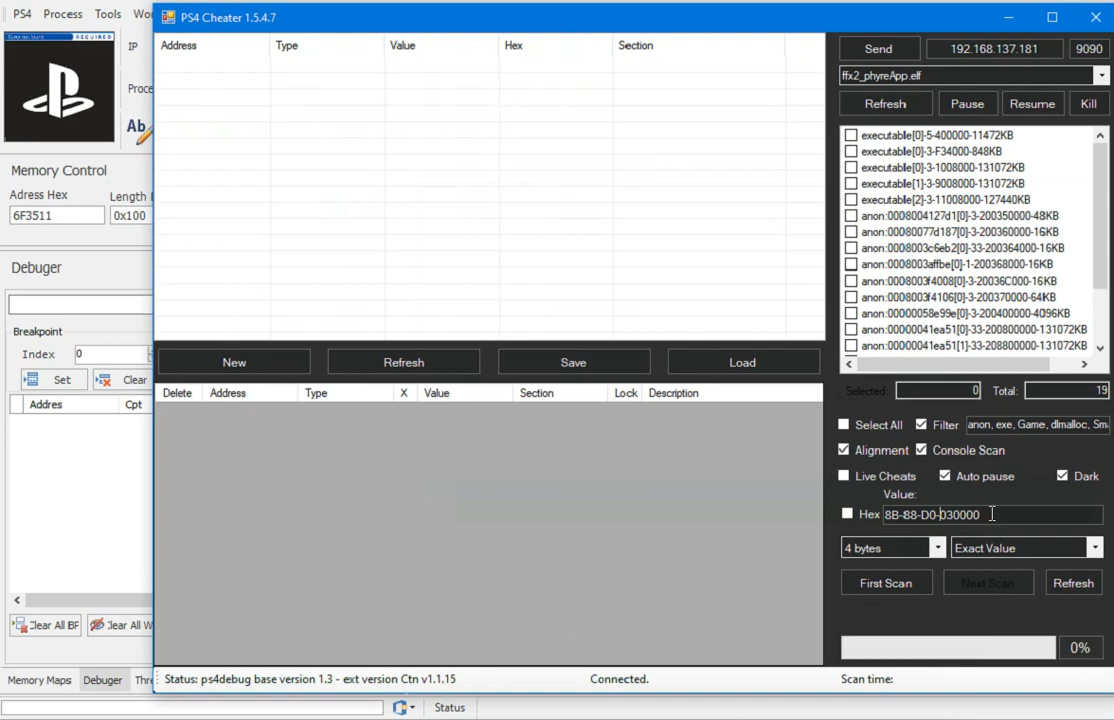 PS4 Process Tools Wo
REQUIRED
IP
Proce
Ab
Memory Control
Adress Hex Length
6F3511 0x100
Debuger
Breakpoint
Index 0
Set Clear
Addres Cpt
Clear All BF Clear All W
Memory Maps Debugger Thre
Status
PS4 Cheater 1.5.4.7
Address Type Value Hex Section
New Refresh Save Load
Delete Address Type X Value Section Lock Description
Send 192.168.137.181 9090
ffx2_phyreApp.elf
Refresh Pause Resume Kill
executable[0]-5-400000-11472KB
executable[0]-3-F34000-848KB
executable[0]-3-1008000-131072KB
executable[1]-3-9008000-131072KB
executable[2]-3-11008000-127440KB
anon:0008004127d1[0]-3-200350000-48KB
anon:00080077d187[0]-3-200360000-16KB
anon:0008003c6eb2[0]-33-200364000-16KB
anon:0008003affbe[0]-1-200368000-16KB
anon:0008003f4008[0]-3-20036C000-16KB
anon:0008003f4106[0]-3-200370000-64KB
anon:00000058e99e[0]-3-200400000-4096KB
anon:00000041ea51[0]-33-200800000-131072KB
anon:00000041ea51[1]-33-208800000-131072KB
Selected: 0 Total: 19
Select All Filter anon, exe, Game, dlmalloc, Sm
Alignment Console Scan
Live Cheats Auto pause Dark
Value:
Hex 8B-88-D0-030000
4 bytes Exact Value
First Scan Next Scan Refresh
0%
Status: ps4debug base version 1.3 - ext version Ctn v1.1.15 Connected. Scan time: